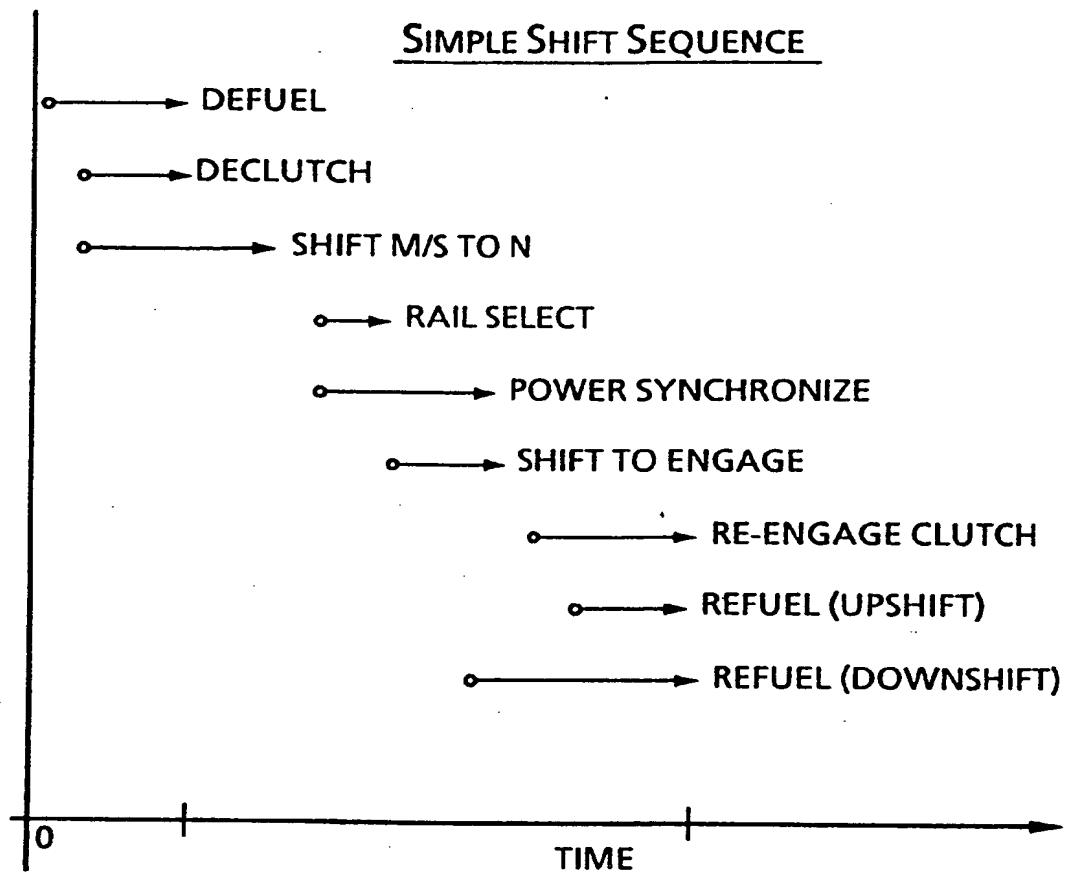 SIMPLE SHIFT SEQUENCE
DEFUEL
DECLUTCH
SHIFT M/S TO N
RAIL SELECT
POWER SYNCHRONIZE
SHIFT TO ENGAGE
RE-ENGAGE CLUTCH
REFUEL (UPSHIFT)
REFUEL (DOWNSHIFT)
0
TIME